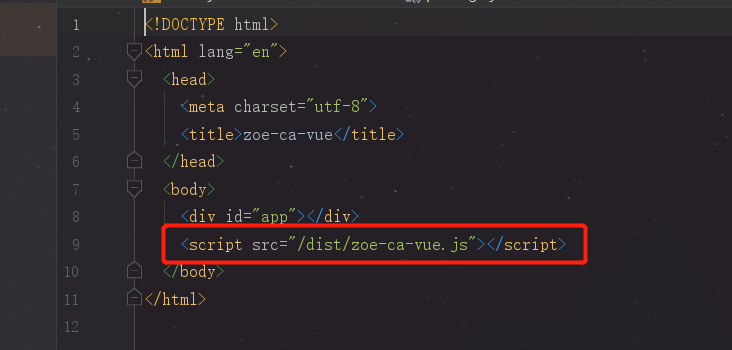 1 <!DOCTYPE html>
2 <html lang="en">
3 <head>
4 <meta charset="utf-8">
5 <title>zoe-ca-vue</title>
6 </head>
7 <body>
8 <div id="app"></div>
9 <script src="/dist/zoe-ca-vue.js"></script>
10 </body>
11 </html>
12